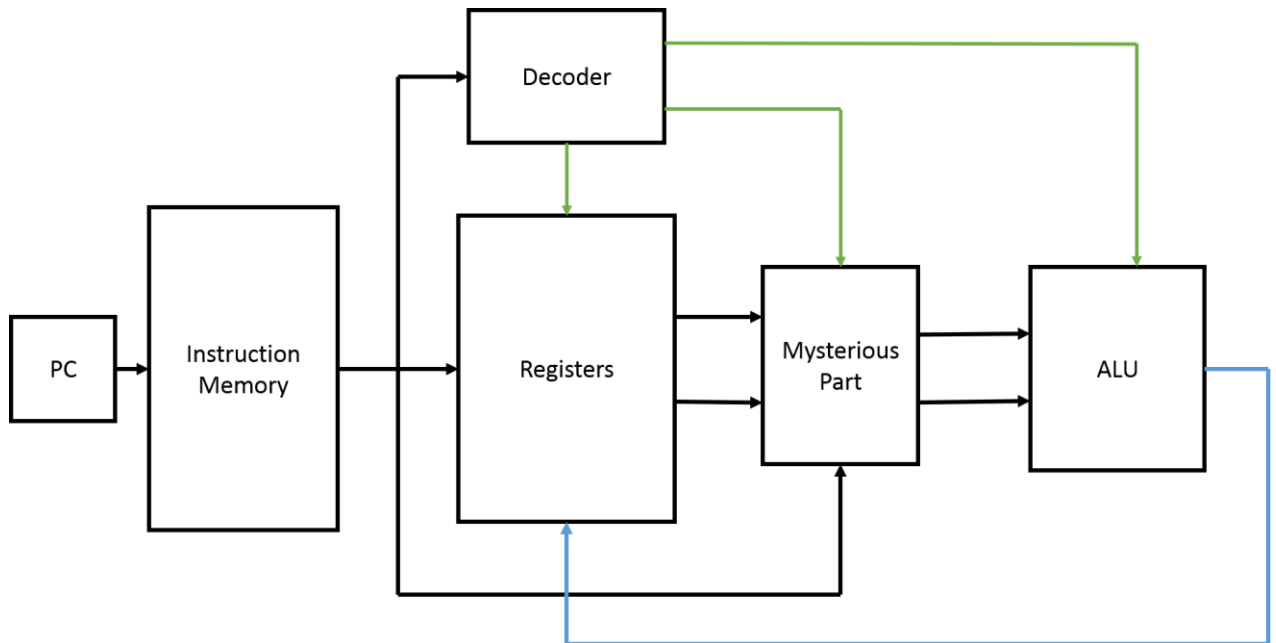 Decoder
PC
Instruction
Memory
Registers
Mysterious
Part
ALU